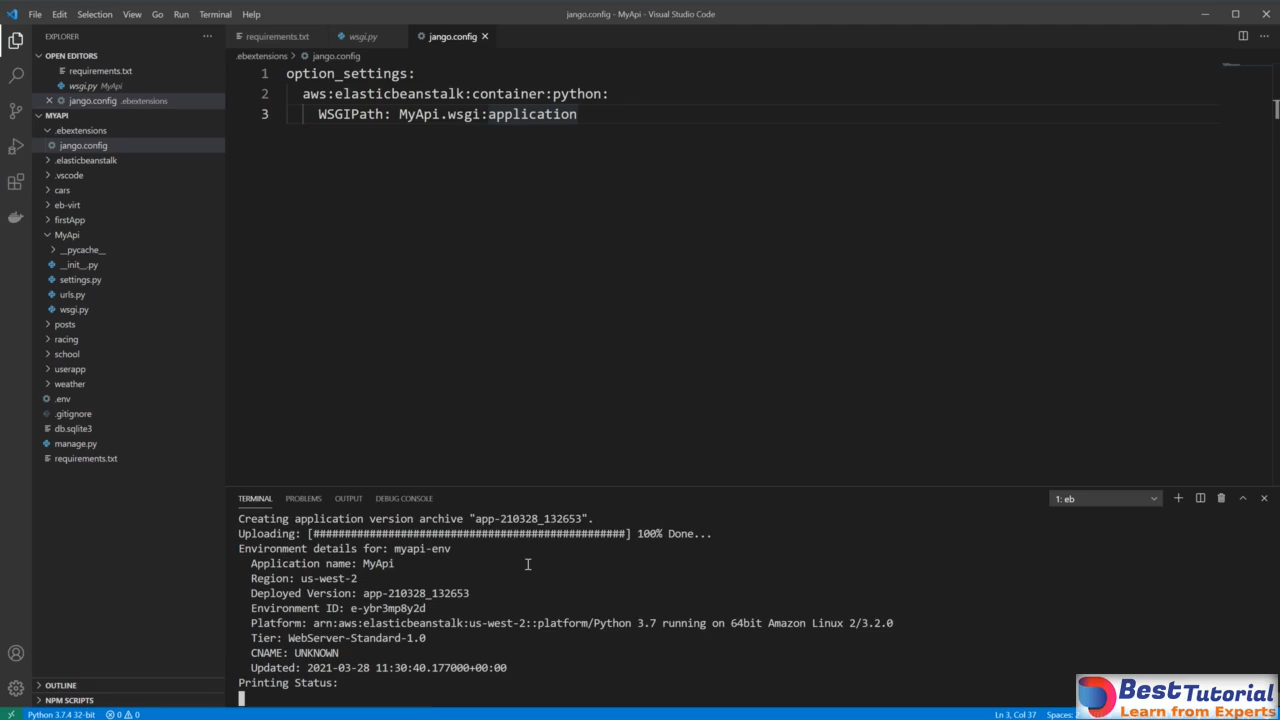 File Edit Selection View Go Run Terminal Help
jango.config - MyApi - Visual Studio Code
EXPLORER
requirements.txt
wsgi.py
jango.config
OPEN EDITORS
requirements.txt
wsgi.py MyApi
jango.config .ebextensions
.ebextensions > jango.config
MYAPI
.ebextensions
jango.config
.elasticbeanstalk
.vscode
cars
eb-virt
firstApp
MyApi
__pycache__
__init__.py
settings.py
urls.py
wsgi.py
posts
racing
school
userapp
weather
.env
.gitignore
db.sqlite3
manage.py
requirements.txt
OUTLINE
NPM SCRIPTS
1 option_settings:
2 aws:elasticbeanstalk:container:python:
3 WSGIPath: MyApi.wsgi:application
TERMINAL PROBLEMS OUTPUT DEBUG CONSOLE
1: eb
Creating application version archive "app-210328_132653".
Uploading: [##################################################] 100% Done...
Environment details for: myapi-env
Application name: MyApi
Region: us-west-2
Deployed Version: app-210328_132653
Environment ID: e-ybr3mp8y2d
Platform: arn:aws:elasticbeanstalk:us-west-2::platform/Python 3.7 running on 64bit Amazon Linux 2/3.2.0
Tier: WebServer-Standard-1.0
CNAME: UNKNOWN
Updated: 2021-03-28 11:30:40.177000+00:00
Printing Status:
Python 3.7.4 32-bit 0 0
Ln 3, Col 37 Spaces:
BestTutorial
Learn from Experts